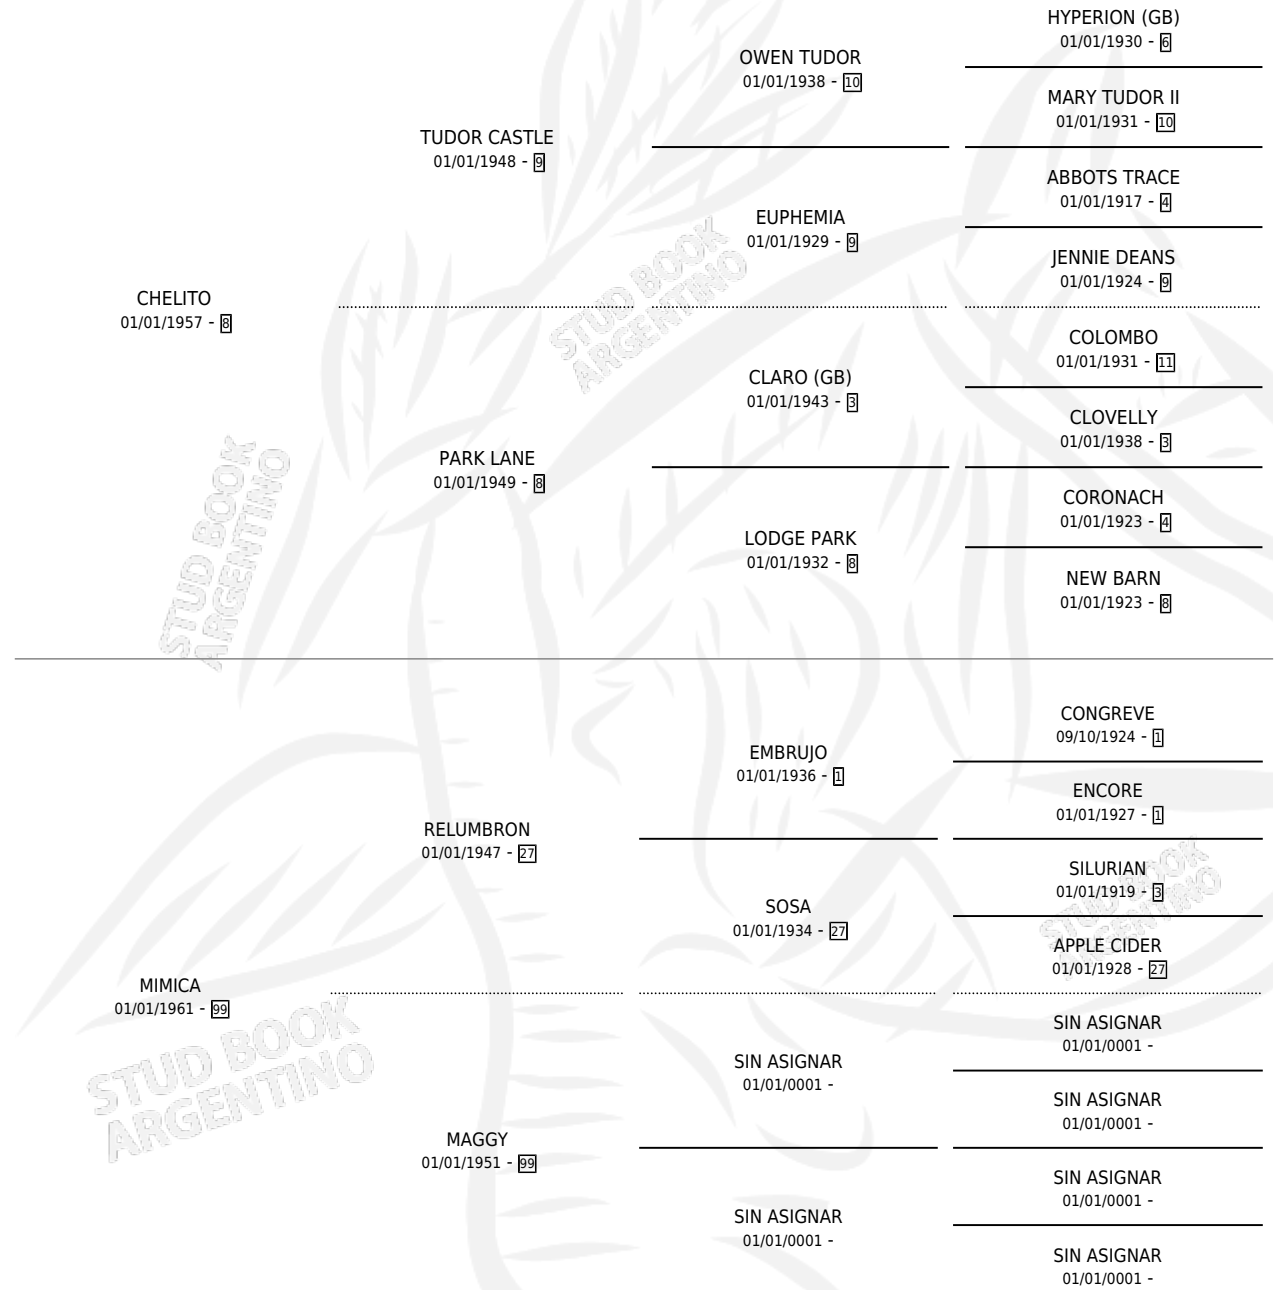 HYPERION (GB)
01/01/1930 - 6
OWEN TUDOR
01/01/1938 - 10
MARY TUDOR II
01/01/1931 - 10
TUDOR CASTLE
01/01/1948 - 9
ABBOTS TRACE
01/01/1917 - 4
EUPHEMIA
01/01/1929 - 9
JENNIE DEANS
01/01/1924 - 9
CHELITO
01/01/1957 - 8
COLOMBO
01/01/1931 - 11
CLARO (GB)
01/01/1943 - 3
CLOVELLY
01/01/1938 - 3
PARK LANE
01/01/1949 - 8
CORONACH
01/01/1923 - 4
LODGE PARK
01/01/1932 - 8
NEW BARN
01/01/1923 - 8
CONGREVE
09/10/1924 - 1
EMBRUJO
01/01/1936 - 1
ENCORE
01/01/1927 - 1
RELUMBRON
01/01/1947 - 27
SILURIAN
01/01/1919 - 3
SOSA
01/01/1934 - 27
APPLE CIDER
01/01/1928 - 27
MIMICA
01/01/1961 - 99
SIN ASIGNAR
01/01/0001 -
SIN ASIGNAR
01/01/0001 -
SIN ASIGNAR
01/01/0001 -
MAGGY
01/01/1951 - 99
SIN ASIGNAR
01/01/0001 -
SIN ASIGNAR
01/01/0001 -
SIN ASIGNAR
01/01/0001 -
STUD BOOK
ARGENTINO
STUD BOOK
ARGENTINO
STUD BOOK
ARGENTINO
STUD BOOK
ARGENTINO